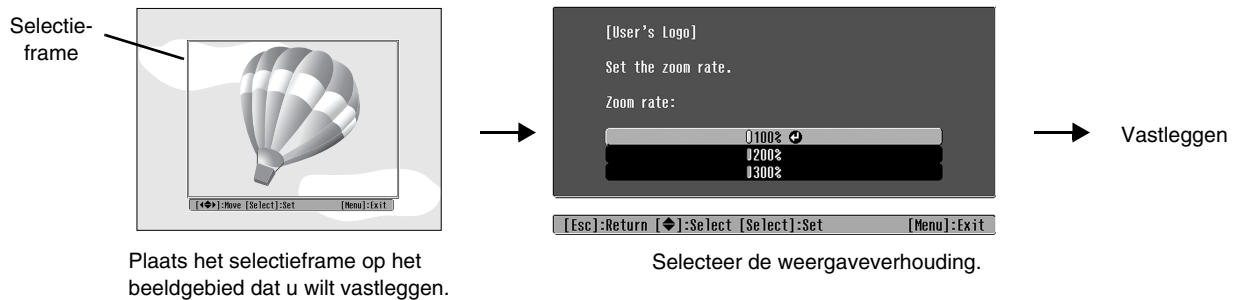 Selectie-
frame
[◄◆►]:Move [Select]:Set [Menu]:Exit
Plaats het selectieframe op het
beeldgebied dat u wilt vastleggen.
[User's Logo]
Set the zoom rate.
Zoom rate:
100%
200%
300%
[Esc]:Return [◆]:Select [Select]:Set [Menu]:Exit
Selecteer de weergaveverhouding.
Vastleggen